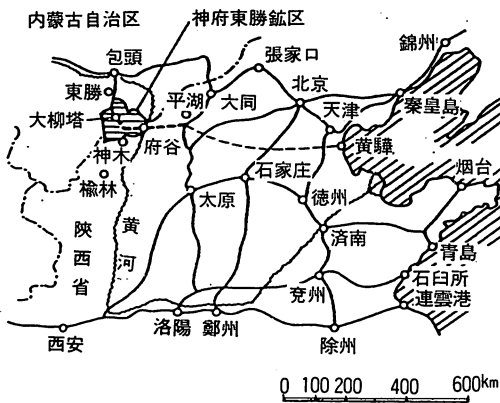 内蒙古自治区
神府東勝鉱区
包頭
張家口
錦州
東勝
平湖
大同
北京
天津
秦皇島
大柳塔
神木
府谷
黄驊
楡林
石家庄
烟台
太原
徳州
陝西省
黄河
済南
青島
兗州
石臼所
連雲港
西安
洛陽
鄭州
除州
0 100 200 400 600km